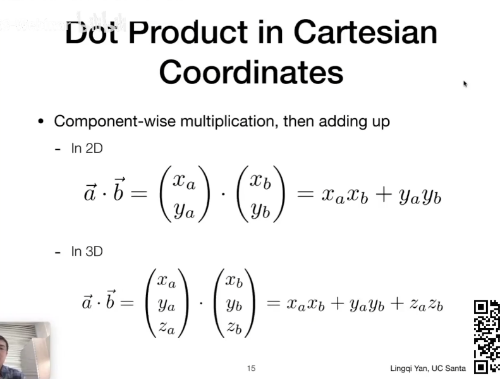 Dot Product in Cartesian
Coordinates
• Component-wise multiplication, then adding up
- In 2D
\vec{a} \cdot \vec{b} = \begin{pmatrix} x_a \\ y_a \end{pmatrix} \cdot \begin{pmatrix} x_b \\ y_b \end{pmatrix} = x_a x_b + y_a y_b
- In 3D
\vec{a} \cdot \vec{b} = \begin{pmatrix} x_a \\ y_a \\ z_a \end{pmatrix} \cdot \begin{pmatrix} x_b \\ y_b \\ z_b \end{pmatrix} = x_a x_b + y_a y_b + z_a z_b
15
Lingqi Yan, UC Santa